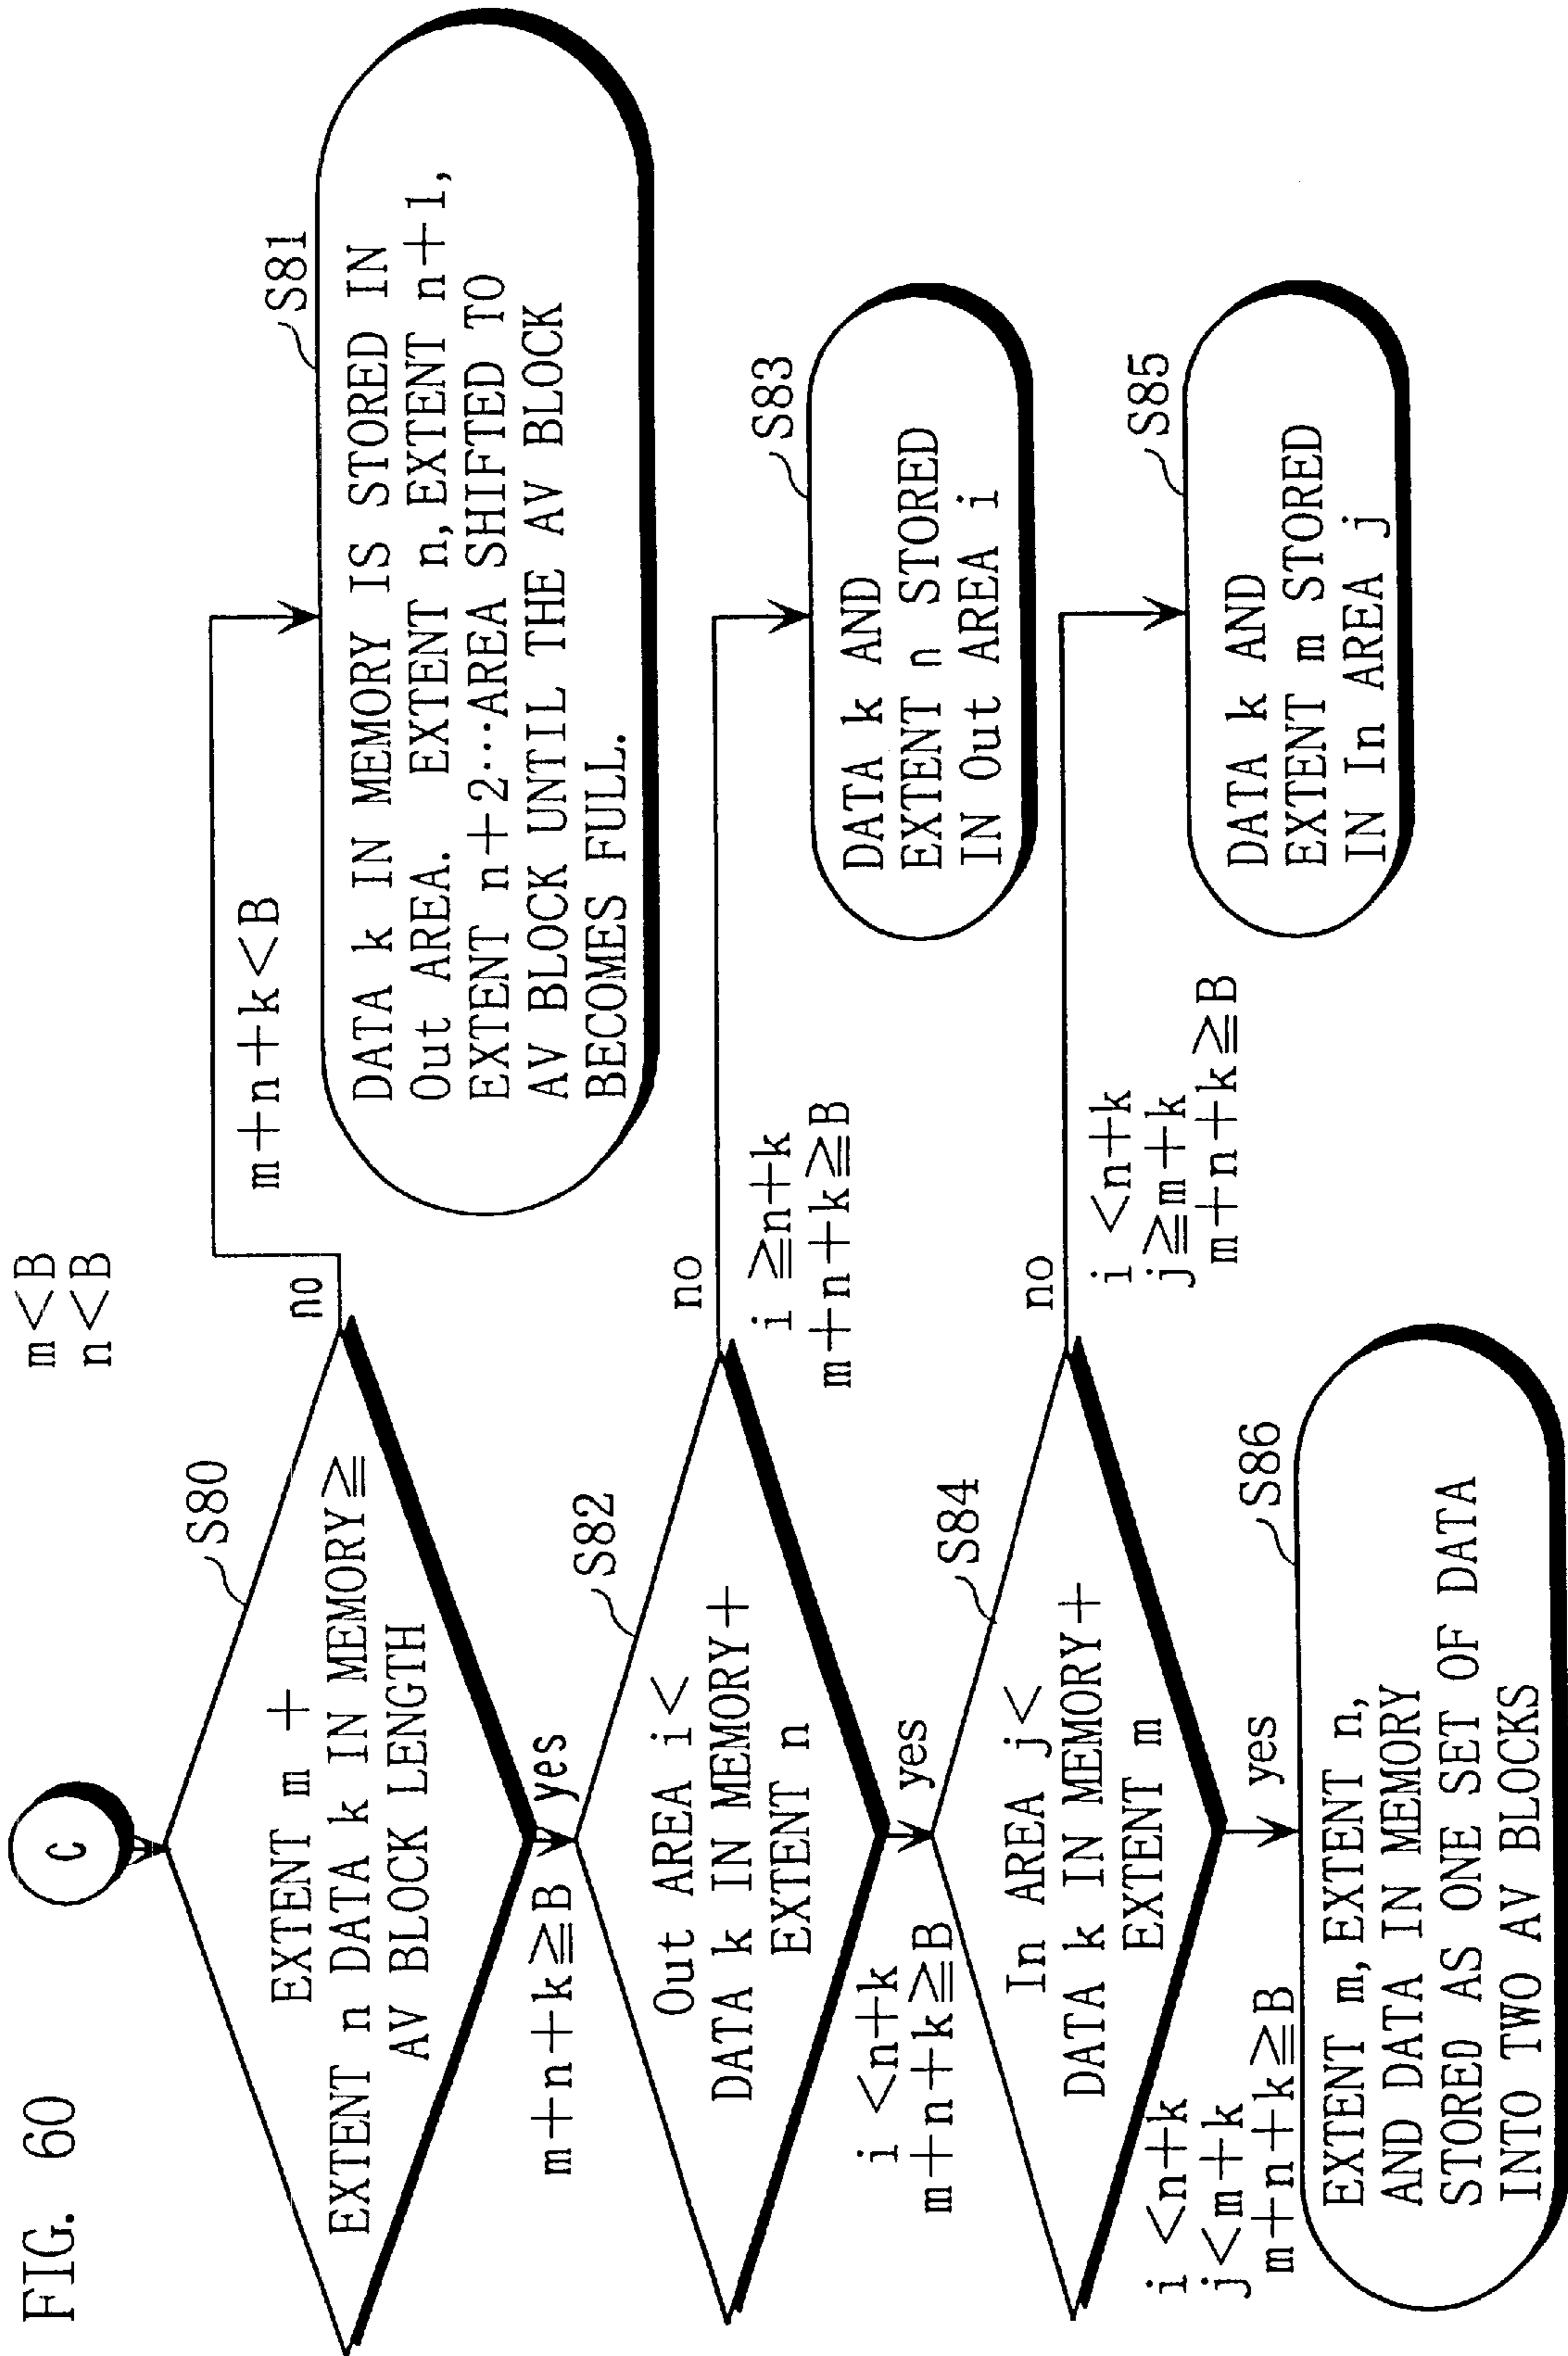 FIG. 60
m<B
n<B
C
S80
EXTENT m +
EXTENT n DATA k IN MEMORY≧
AV BLOCK LENGTH
no
m+n+k<B
S81
DATA k IN MEMORY IS STORED IN
Out AREA. EXTENT n, EXTENT n+1,
EXTENT n+2···AREA SHIFTED TO
AV BLOCK UNTIL THE AV BLOCK
BECOMES FULL.
yes
m+n+k≧B
S82
Out AREA i<
DATA k IN MEMORY+
EXTENT n
no
i≧n+k
m+n+k≧B
S83
DATA k AND
EXTENT n STORED
IN Out AREA i
yes
i<n+k
m+n+k≧B
S84
In AREA j<
DATA k IN MEMORY+
EXTENT m
no
i<n+k
j≧m+k
m+n+k≧B
S85
DATA k AND
EXTENT m STORED
IN In AREA j
yes
i<n+k
j<m+k
m+n+k≧B
S86
EXTENT m, EXTENT n,
AND DATA IN MEMORY
STORED AS ONE SET OF DATA
INTO TWO AV BLOCKS